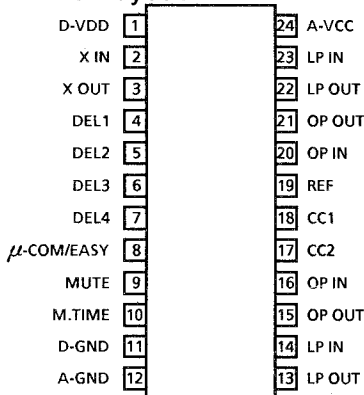 D-VDD 1 24 A-VCC
X IN 2 23 LP IN
X OUT 3 22 LP OUT
DEL1 4 21 OP OUT
DEL2 5 20 OP IN
DEL3 6 19 REF
DEL4 7 18 CC1
μ-COM/EASY 8 17 CC2
MUTE 9 16 OP IN
M.TIME 10 15 OP OUT
D-GND 11 14 LP IN
A-GND 12 13 LP OUT